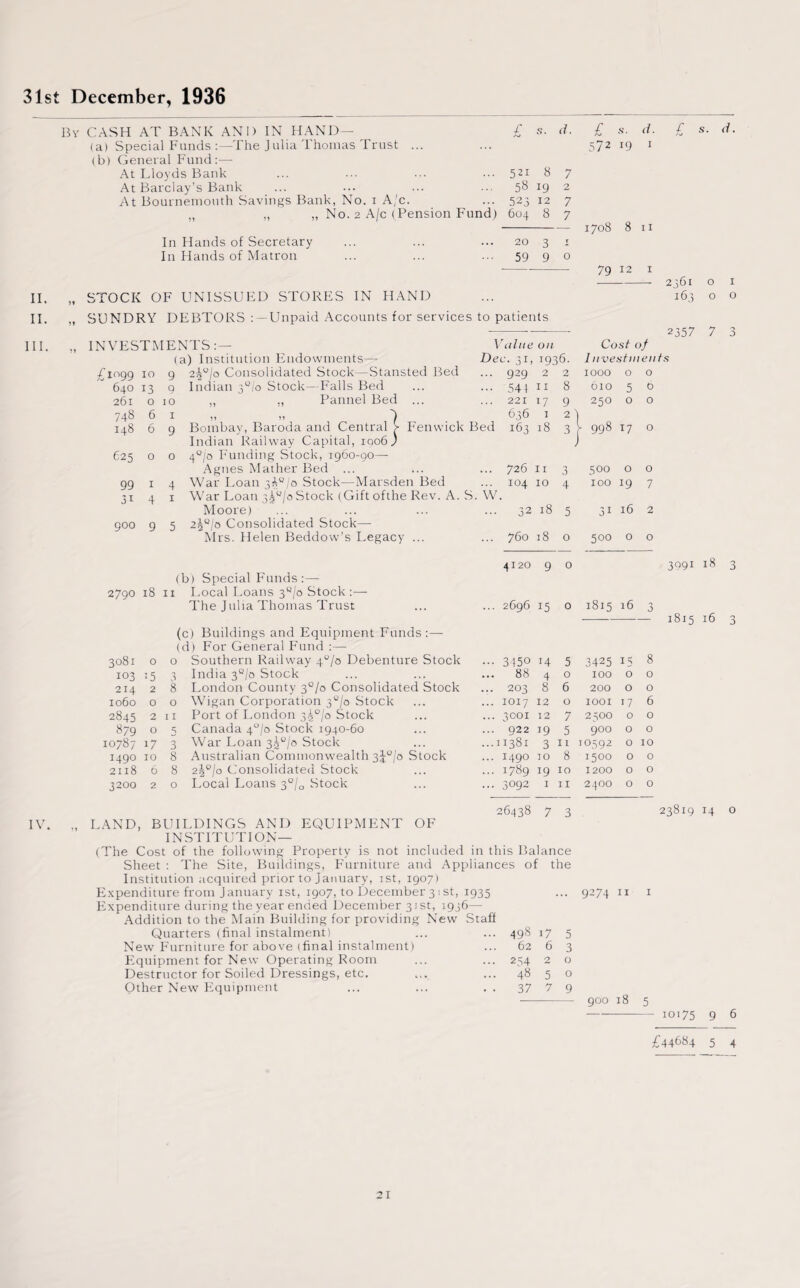 31st December, 1936
By CASH AT BANK AND IN HAND— £ s. d. £ s. d. £ s. d.
(a) Special Funds :—The Julia Thomas Trust ... ... 572 19 1
(b) General Fund :—
At Lloyds Bank ... ... ... ... 521 8 7
At Barclay's Bank ... ... ... ... 58 19 2
At Bournemouth Savings Bank, No. 1 A/c. ... 523 12 7
„ „ „ No. 2 A/c (Pension Fund) 604 8 7
1708 8 11
In Hands of Secretary ... ... ... 20 3 1
In Hands of Matron ... ... ... 59 9 0
79 12 1
2361 0 1
II. „ STOCK OF UNISSUED STORES IN HAND ... 163 0 0
II. „ SUNDRY DEBTORS :—Unpaid Accounts for services to patients
2357 7 3
III. „ INVESTMENTS :— Value on Cost of
(a) Institution Endowments— Dec. 31, 1936. Investments
£1099 10 9 2½% Consolidated Stock—Stansted Bed ... 929 2 2 1000 0 0
640 13 9 Indian 3% Stock—Falls Bed ... ... 544 11 8 610 5 6
261 0 10 „ „ Pannel Bed ... ... 221 17 9 250 0 0
748 6 1 „ „ } 636 1 2 }
148 6 9 Bombay, Baroda and Central } Fenwick Bed 163 18 3 } 998 17 0
Indian Railway Capital, 1906 }
625 0 0 4% Funding Stock, 1960-90—
Agnes Mather Bed ... ... ... 726 11 3 500 0 0
99 1 4 War Loan 3½% Stock—Marsden Bed ... 104 10 4 100 19 7
31 4 1 War Loan 3½% Stock (Gift of the Rev. A. S. W.
Moore) ... ... ... ... 32 18 5 31 16 2
900 9 5 2½% Consolidated Stock—
Mrs. Helen Beddow's Legacy ... ... 760 18 0 500 0 0
4120 9 0 3991 18 3
(b) Special Funds :—
2790 18 11 Local Loans 3% Stock :—
The Julia Thomas Trust ... ... 2696 15 0 1815 16 3
1815 16 3
(c) Buildings and Equipment Funds :—
(d) For General Fund :—
3081 0 0 Southern Railway 4% Debenture Stock ... 3450 14 5 3425 15 8
103 15 3 India 3% Stock ... ... ... 88 4 0 100 0 0
214 2 8 London County 3% Consolidated Stock ... 203 8 6 200 0 0
1060 0 0 Wigan Corporation 3% Stock ... ... 1017 12 0 1001 17 6
2845 2 11 Port of London 3½% Stock ... ... 3001 12 7 2500 0 0
879 0 5 Canada 4% Stock 1940-60 ... ... 922 19 5 900 0 0
10787 17 3 War Loan 3½% Stock ... ...11381 3 11 10592 0 10
1490 10 8 Australian Commonwealth 3¾% Stock ... 1490 10 8 1500 0 0
2118 6 8 2½% Consolidated Stock ... ... 1789 19 10 1200 0 0
3200 2 0 Local Loans 3% Stock ... ... 3092 1 11 2400 0 0
26438 7 3 23819 14 0
IV. „ LAND, BUILDINGS AND EQUIPMENT OF
INSTITUTION—
(The Cost of the following Property is not included in this Balance
Sheet : The Site, Buildings, Furniture and Appliances of the
Institution acquired prior to January, 1st, 1907)
Expenditure from January 1st, 1907, to December 31st, 1935 ... 9274 11 1
Expenditure during the year ended December 31st, 1936—
Addition to the Main Building for providing New Staff
Quarters (final instalment) ... ... 498 17 5
New Furniture for above (final instalment) ... 62 6 3
Equipment for New Operating Room ... ... 254 2 0
Destructor for Soiled Dressings, etc. ... ... 48 5 0
Other New Equipment ... ... .. 37 7 9
900 18 5
10175 9 6
£44684 5 4
21